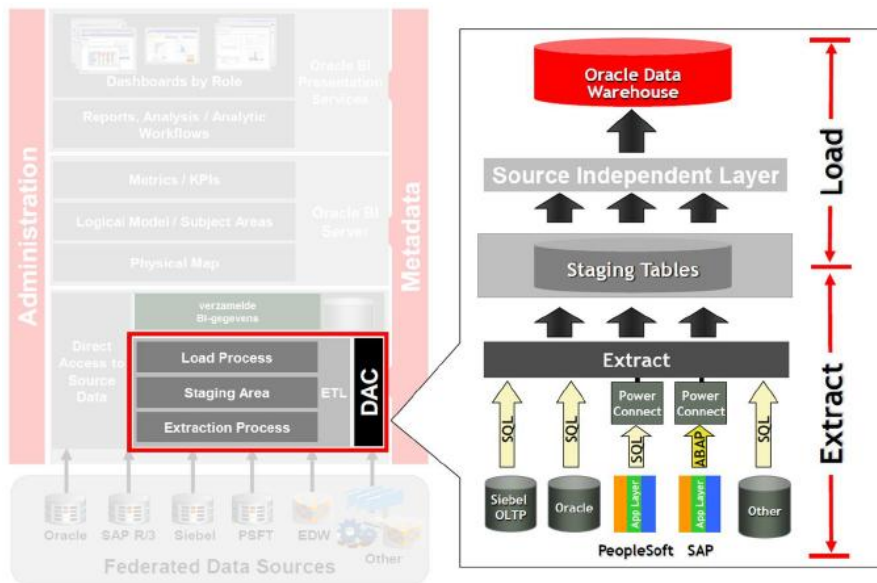 Administration
Dashboards by Role
Reports, Analysis / Analytic
Workflows
Oracle BI
Presentation
Services
Metrics / KPIs
Logical Model / Subject Areas
Physical Map
Oracle BI
Server
Metadata
Direct
Access to
Source
Data
verzamelde
BI-gegevens
Load Process
Staging Area
Extraction Process
ETL
DAC
Oracle
SAP R/3
Siebel
PSFT
EDW
Other
Federated Data Sources
Oracle Data
Warehouse
Source Independent Layer
Staging Tables
Extract
Power
Connect
Power
Connect
SQL
SQL
SQL
ABAP
SQL
Siebel
OLTP
Oracle
App Layer
App Layer
Other
PeopleSoft
SAP
Load
Extract